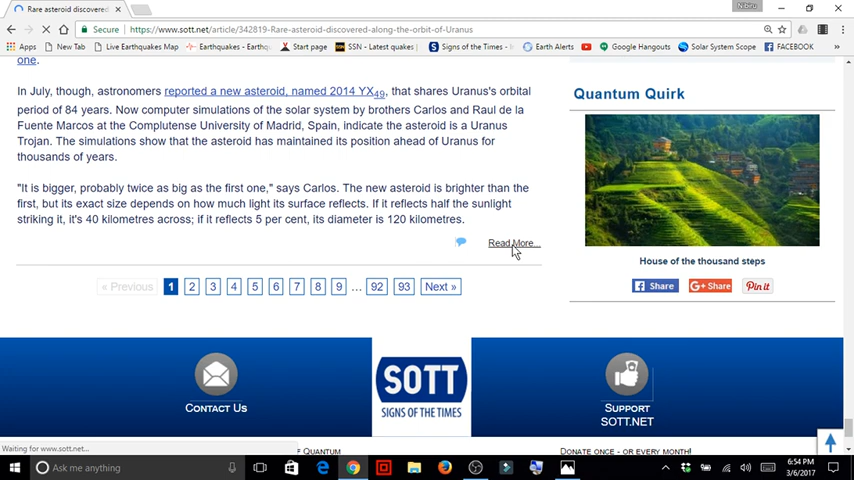 Rare asteroid discovered
Nibiru
Secure
https://www.sott.net/article/342819-Rare-asteroid-discovered-along-the-orbit-of-Uranus
Apps
New Tab
Live Earthquakes Map
Earthquakes - Earthqu
Start page
SSN - Latest quakes |
Signs of the Times -
Earth Alerts
Google Hangouts
Solar System Scope
FACEBOOK
one.
In July, though, astronomers reported a new asteroid, named 2014 YX49, that shares Uranus's orbital
period of 84 years. Now computer simulations of the solar system by brothers Carlos and Raul de la
Fuente Marcos at the Complutense University of Madrid, Spain, indicate the asteroid is a Uranus
Trojan. The simulations show that the asteroid has maintained its position ahead of Uranus for
thousands of years.
"It is bigger, probably twice as big as the first one," says Carlos. The new asteroid is brighter than the
first, but its exact size depends on how much light its surface reflects. If it reflects half the sunlight
striking it, it's 40 kilometres across; if it reflects 5 per cent, its diameter is 120 kilometres.
Read More...
« Previous 1 2 3 4 5 6 7 8 9 ... 92 93 Next »
Quantum Quirk
House of the thousand steps
Share
Share
Pin it
CONTACT US
SOTT
SIGNS OF THE TIMES
SUPPORT
SOTT.NET
Waiting for www.sott.net...
F QUANTUM
DONATE ONCE - OR EVERY MONTH!
Ask me anything
6:54 PM
3/6/2017